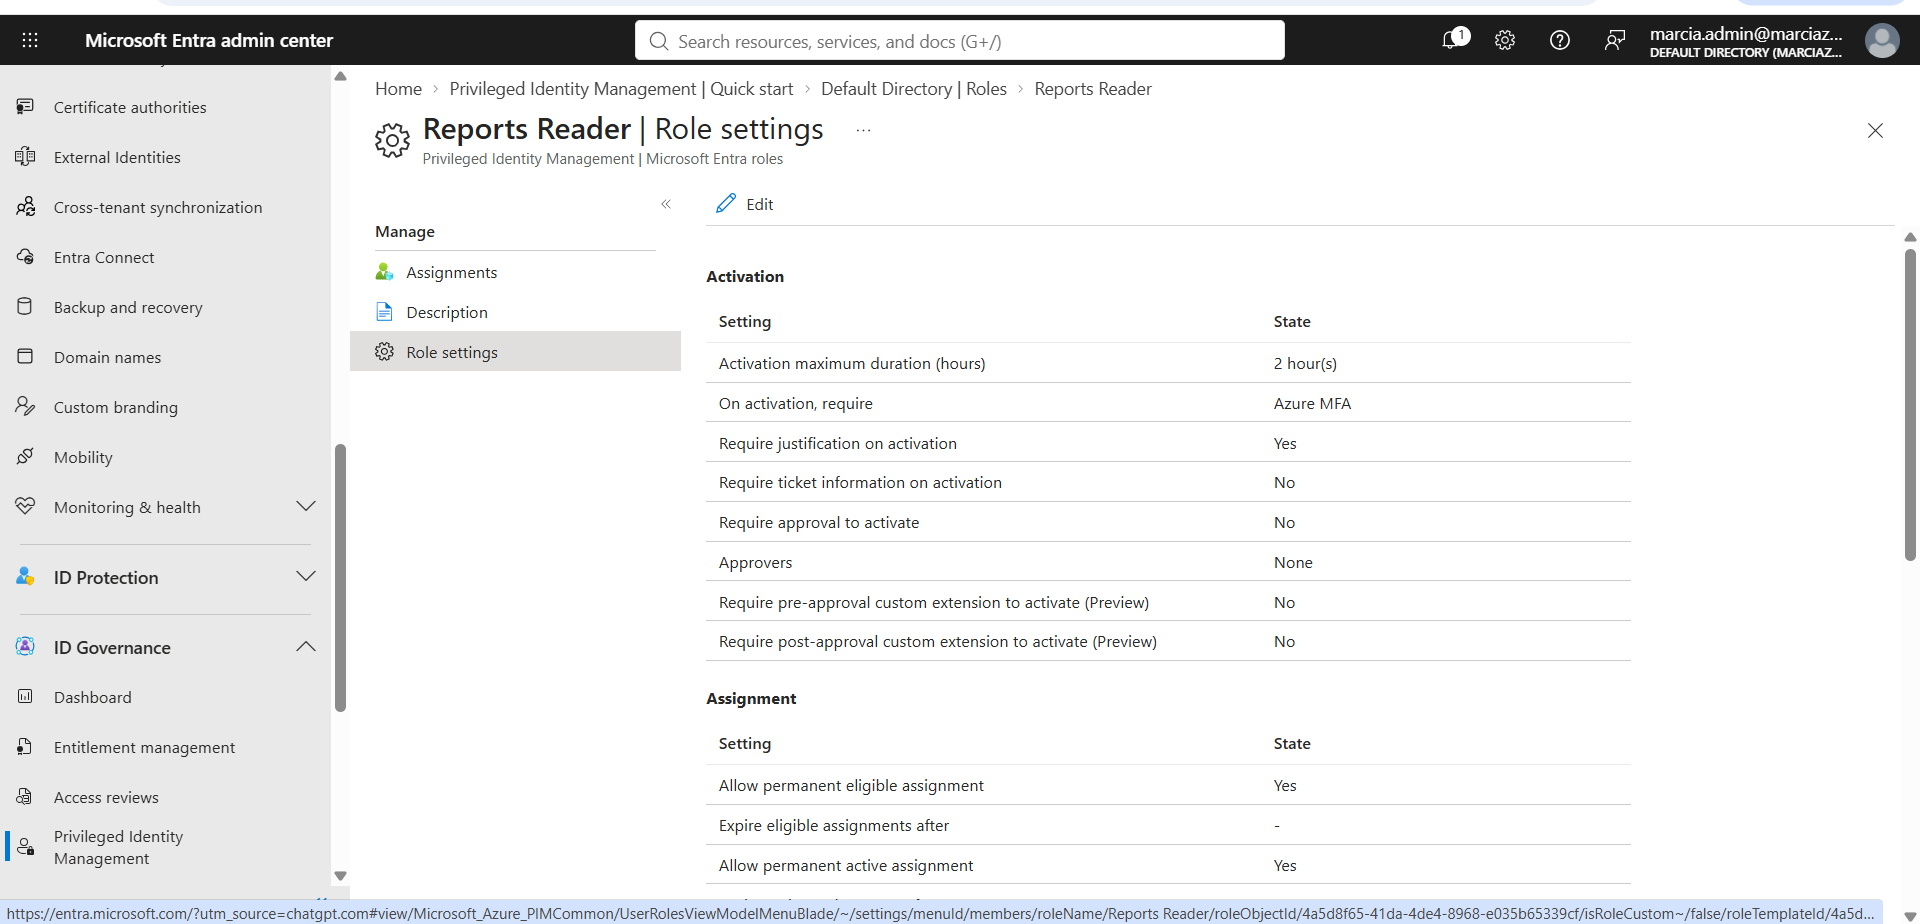 Microsoft Entra admin center
Search resources, services, and docs (G+/)
1
marcia.admin@marciaz...
DEFAULT DIRECTORY (MARCIAZ...
Certificate authorities
External Identities
Cross-tenant synchronization
Entra Connect
Backup and recovery
Domain names
Custom branding
Mobility
Monitoring & health
ID Protection
ID Governance
Dashboard
Entitlement management
Access reviews
Privileged Identity
Management
Home > Privileged Identity Management | Quick start > Default Directory | Roles > Reports Reader
Reports Reader | Role settings ...
Privileged Identity Management | Microsoft Entra roles
Manage
Assignments
Description
Role settings
Edit
Activation
Setting State
Activation maximum duration (hours) 2 hour(s)
On activation, require Azure MFA
Require justification on activation Yes
Require ticket information on activation No
Require approval to activate No
Approvers None
Require pre-approval custom extension to activate (Preview) No
Require post-approval custom extension to activate (Preview) No
Assignment
Setting State
Allow permanent eligible assignment Yes
Expire eligible assignments after -
Allow permanent active assignment Yes
https://entra.microsoft.com/?utm_source=chatgpt.com#view/Microsoft_Azure_PIMCommon/UserRolesViewModelMenuBlade/~/settings/menuId/members/roleName/Reports Reader/roleObjectId/4a5d8f65-41da-4de4-8968-e035b65339cf/isRoleCustom~/false/roleTemplateId/4a5d...